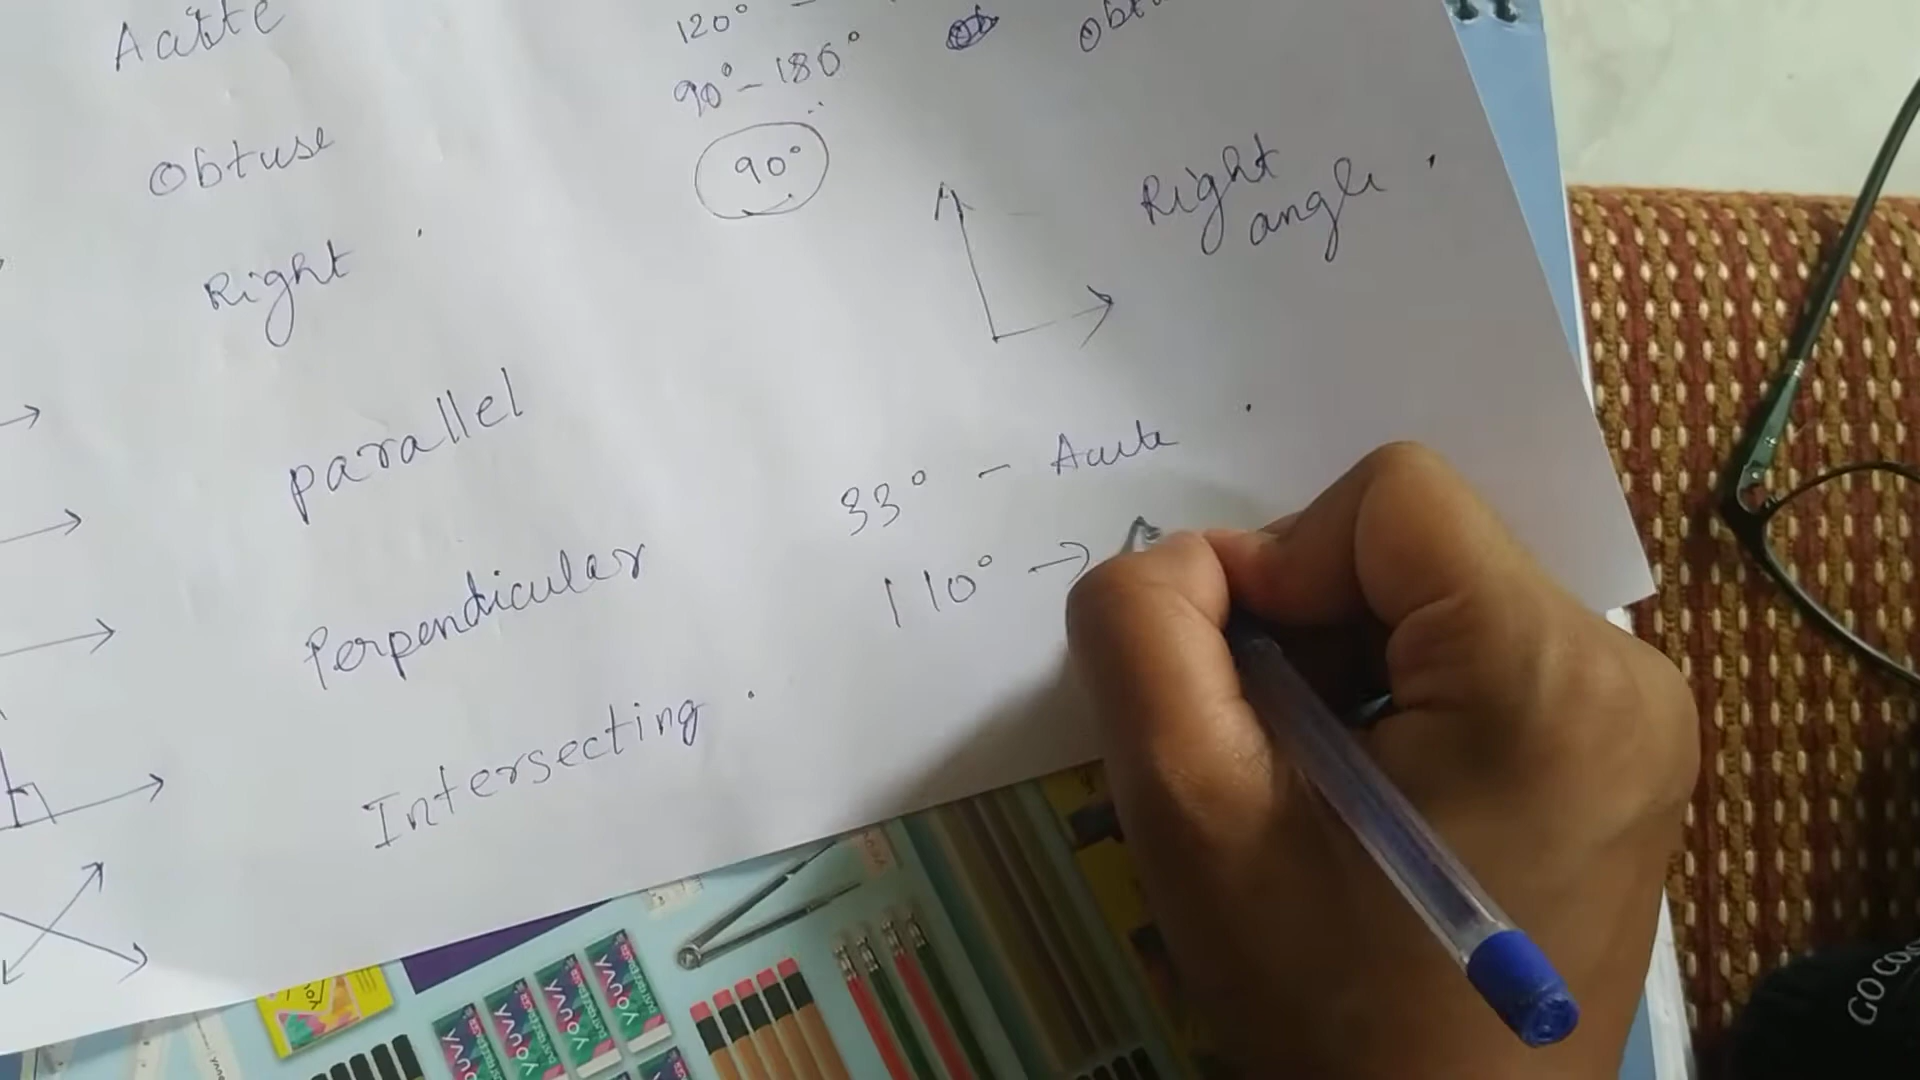 Acute
120° -
90° - 180°
Obtuse
90°
Right
Right
angle .
parallel
33° - Acute
110° →
Perpendicular
Intersecting .
YOUVA
YOUVA
YOUVA
YOUVA